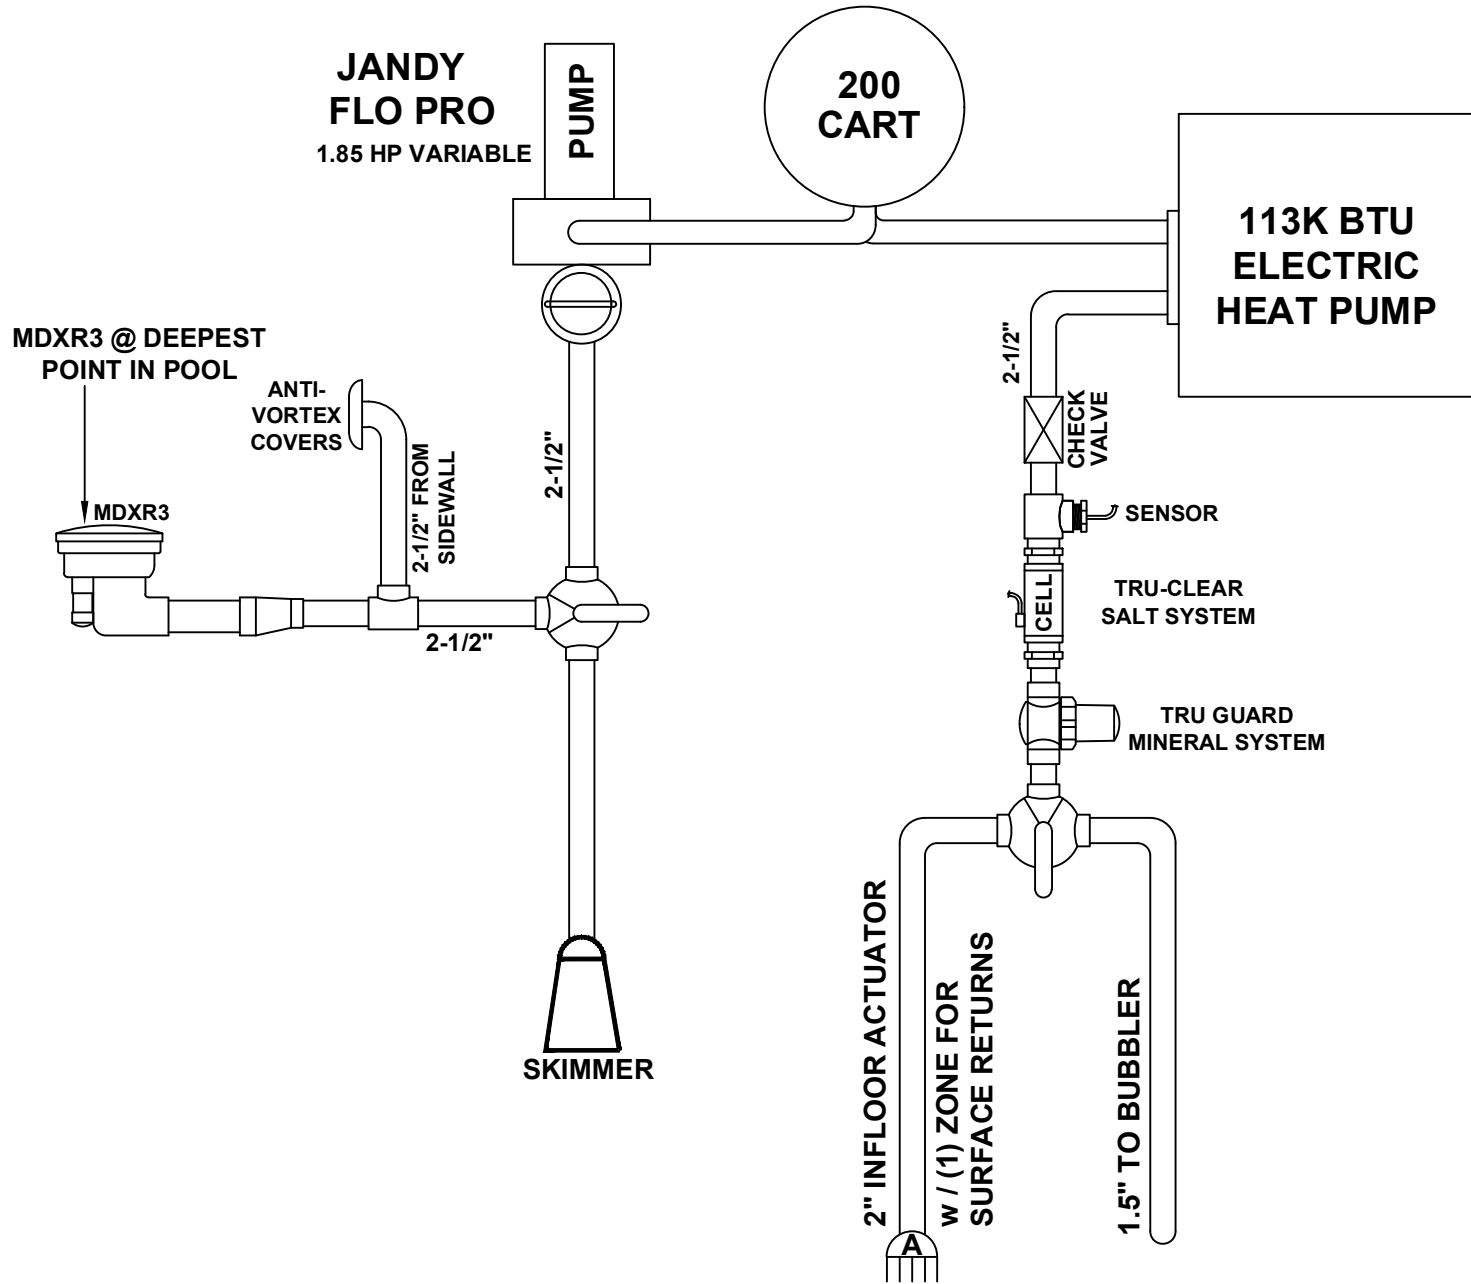 JANDY
FLO PRO
1.85 HP VARIABLE
PUMP
200
CART
113K BTU
ELECTRIC
HEAT PUMP
MDXR3 @ DEEPEST
POINT IN POOL
ANTI-
VORTEX
COVERS
MDXR3
2-1/2" FROM
SIDEWALL
2-1/2"
2-1/2"
SKIMMER
2-1/2"
CHECK
VALVE
SENSOR
CELL
TRU-CLEAR
SALT SYSTEM
TRU GUARD
MINERAL SYSTEM
2" INFLOOR ACTUATOR
w / (1) ZONE FOR
SURFACE RETURNS
A
1.5" TO BUBBLER